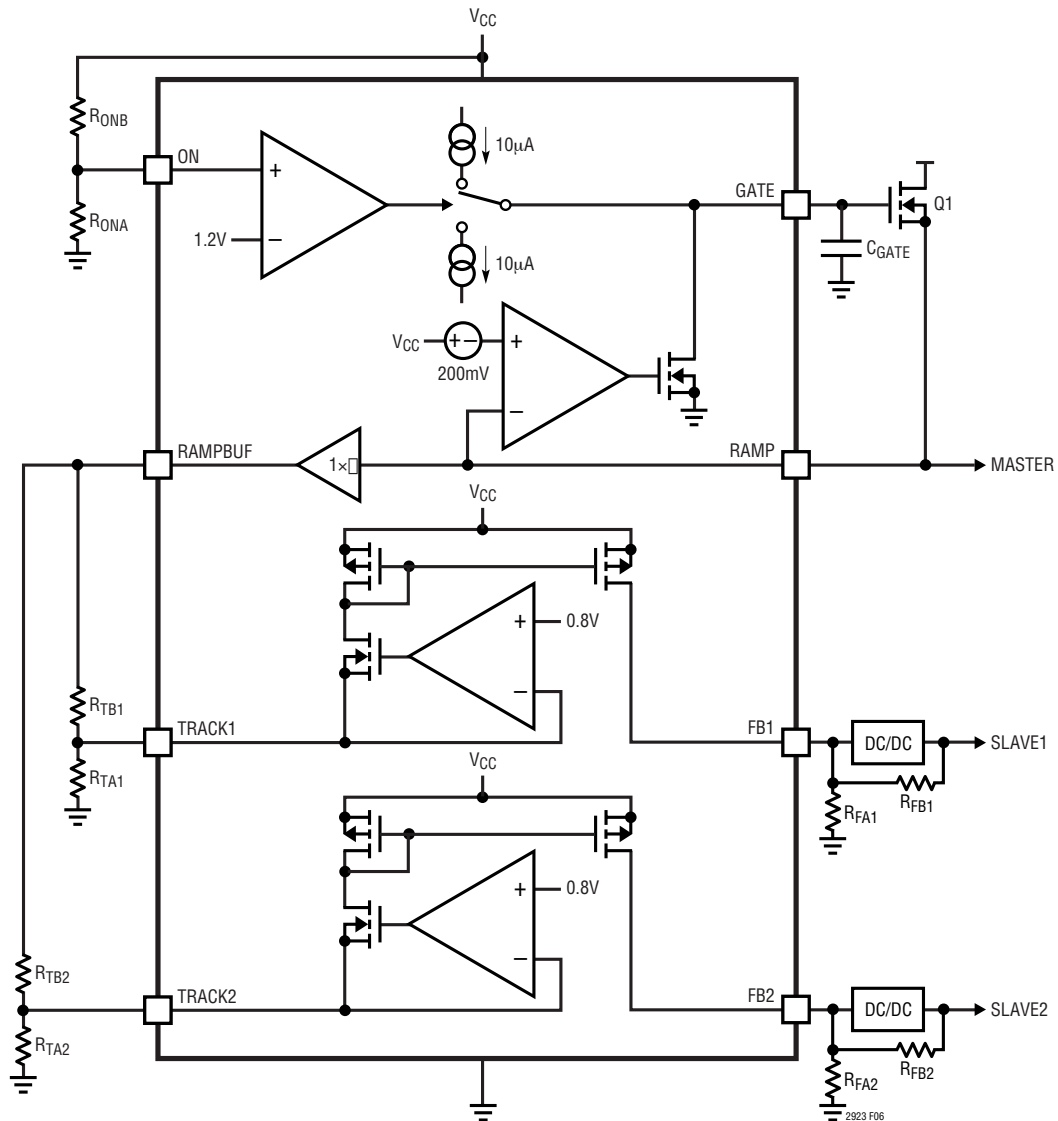 VCC
RONB
ON
10μA
GATE
Q1
RONA
1.2V
10μA
CGATE
VCC
200mV
RAMPBUF
1×
RAMP
MASTER
VCC
0.8V
RTB1
TRACK1
FB1
DC/DC
SLAVE1
RTA1
VCC
RFA1
RFB1
0.8V
RTB2
TRACK2
FB2
DC/DC
SLAVE2
RTA2
RFA2
RFB2
2923 F06